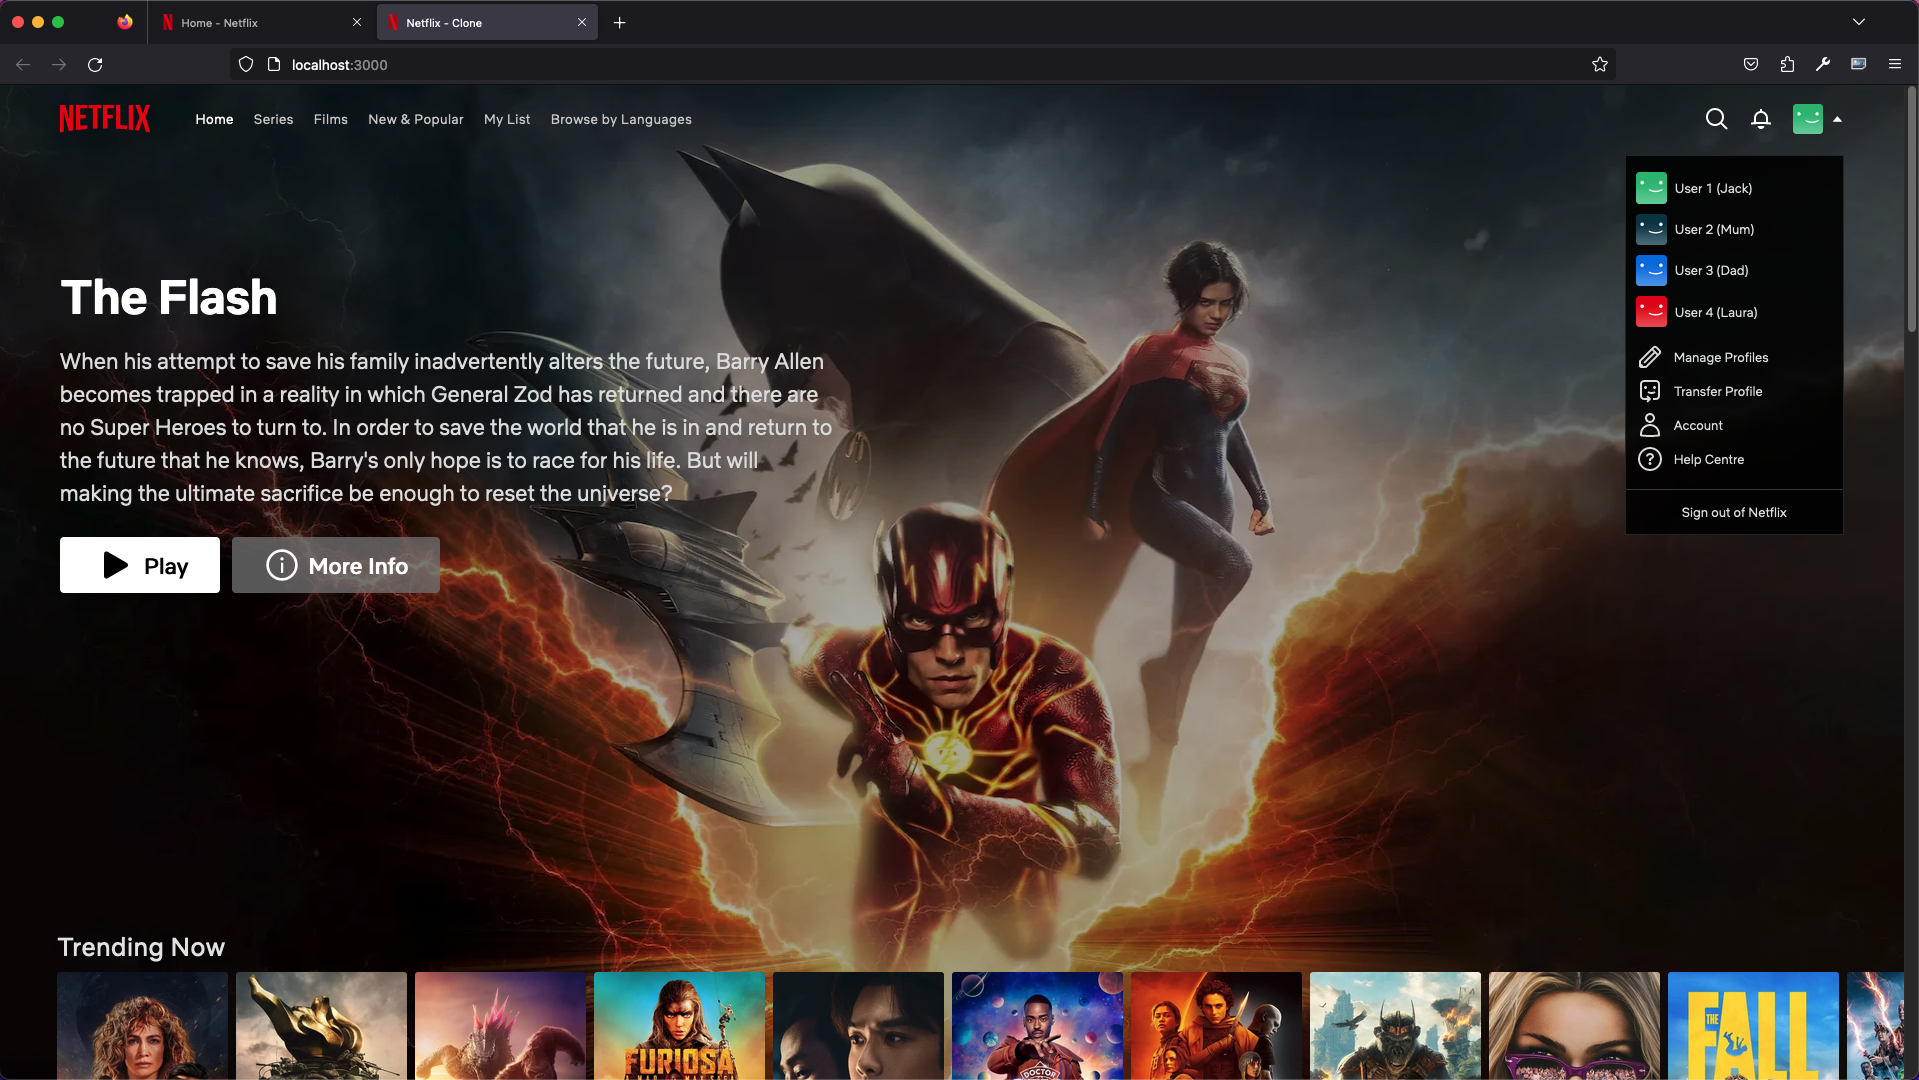 Home - Netflix
Netflix - Clone
localhost:3000
NETFLIX
Home
Series
Films
New & Popular
My List
Browse by Languages
User 1 (Jack)
User 2 (Mum)
User 3 (Dad)
User 4 (Laura)
Manage Profiles
Transfer Profile
Account
Help Centre
Sign out of Netflix
The Flash
When his attempt to save his family inadvertently alters the future, Barry Allen
becomes trapped in a reality in which General Zod has returned and there are
no Super Heroes to turn to. In order to save the world that he is in and return to
the future that he knows, Barry's only hope is to race for his life. But will
making the ultimate sacrifice be enough to reset the universe?
Play
More Info
Trending Now
FURIOSA
DOCTOR
THE
FALL